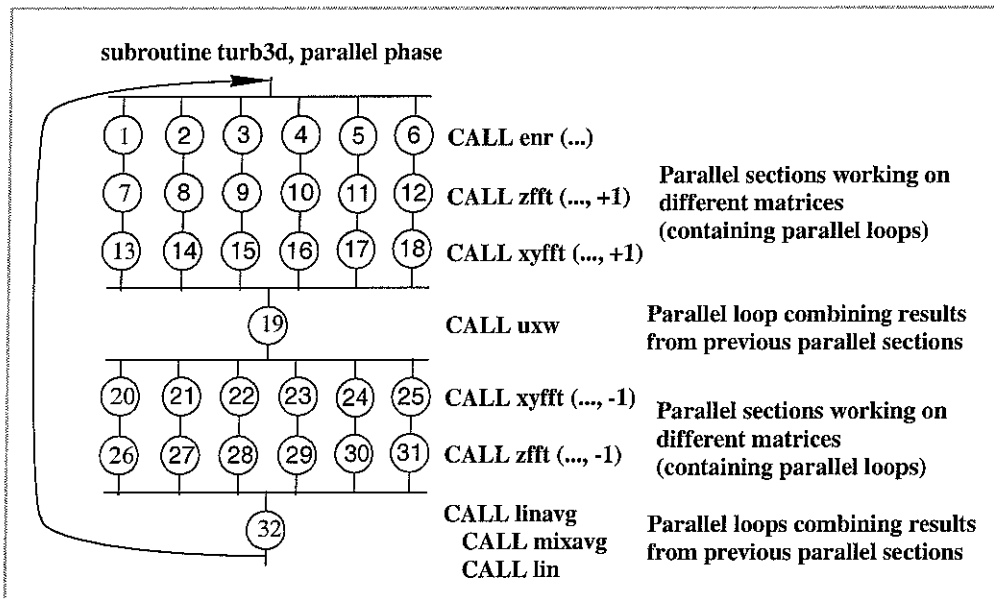 subroutine turb3d, parallel phase
1 2 3 4 5 6 CALL enr (...)
7 8 9 10 11 12 CALL zfft (..., +1)
13 14 15 16 17 18 CALL xyfft (..., +1)
Parallel sections working on
different matrices
(containing parallel loops)
19 CALL uxw
Parallel loop combining results
from previous parallel sections
20 21 22 23 24 25 CALL xyfft (..., -1)
26 27 28 29 30 31 CALL zfft (..., -1)
Parallel sections working on
different matrices
(containing parallel loops)
32 CALL linavg
CALL mixavg
CALL lin
Parallel loops combining results
from previous parallel sections